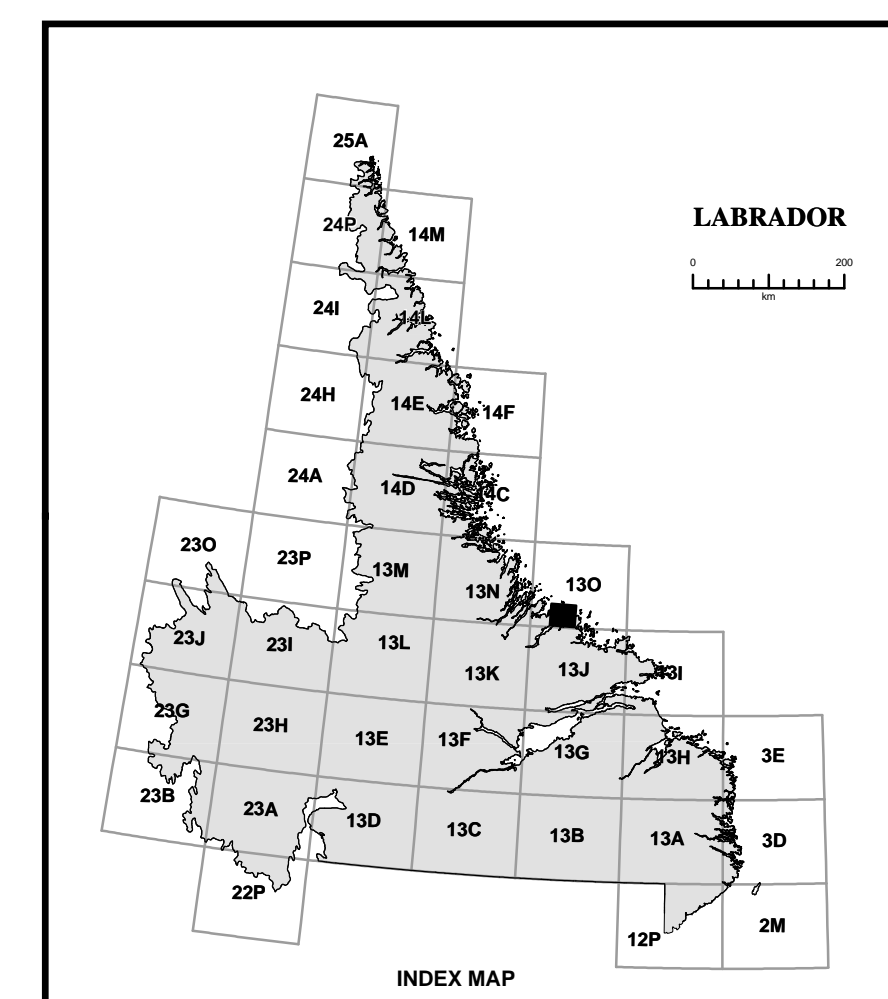 25A
24P
14M
LABRADOR
0 200
km
24I
14L
24H
14E
14F
24A
14D
14C
23O
23P
13M
13N
13O
23J
23I
13L
13K
13J
13I
23G
23H
13E
13F
13G
13H
3E
23B
23A
13D
13C
13B
13A
3D
22P
12P
2M
INDEX MAP